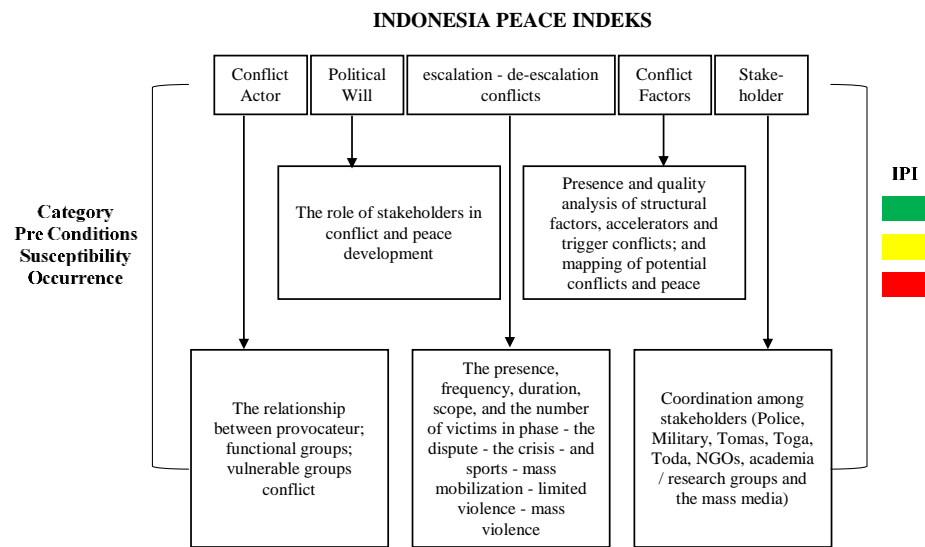 INDONESIA PEACE INDEKS
Conflict
Actor
Political
Will
escalation - de-escalation
conflicts
Conflict
Factors
Stake-
holder
Category
Pre Conditions
Susceptibility
Occurrence
The role of stakeholders in
conflict and peace
development
Presence and quality
analysis of structural
factors, accelerators and
trigger conflicts; and
mapping of potential
conflicts and peace
IPI
The relationship
between provocateur;
functional groups;
vulnerable groups
conflict
The presence,
frequency, duration,
scope, and the number
of victims in phase - the
dispute - the crisis - and
sports - mass
mobilization - limited
violence - mass
violence
Coordination among
stakeholders (Police,
Military, Tomas, Toga,
Toda, NGOs, academia
/ research groups and
the mass media)